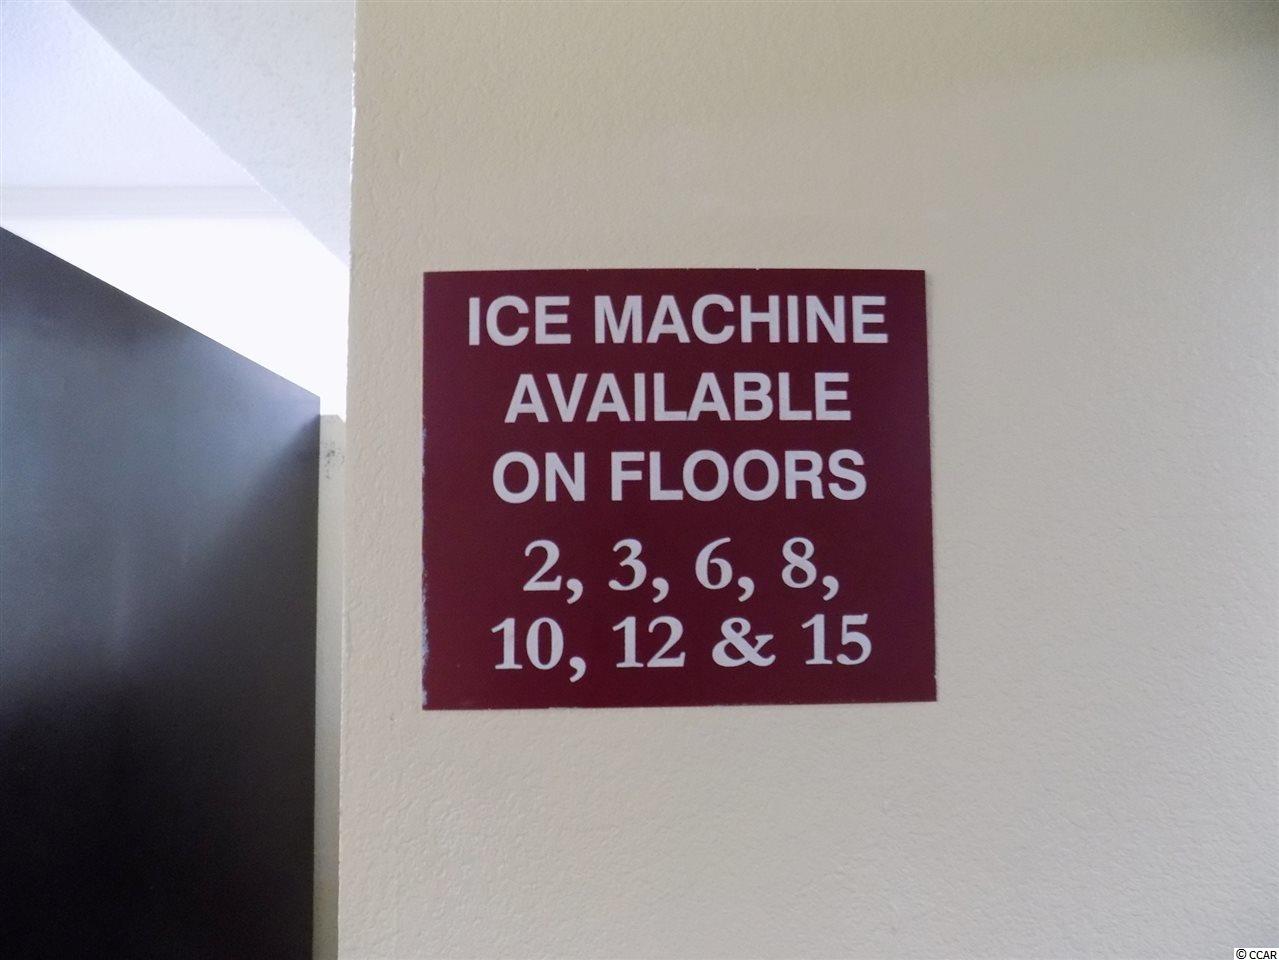 ICE MACHINE
AVAILABLE
ON FLOORS
2, 3, 6, 8,
10, 12 & 15
© CCAR